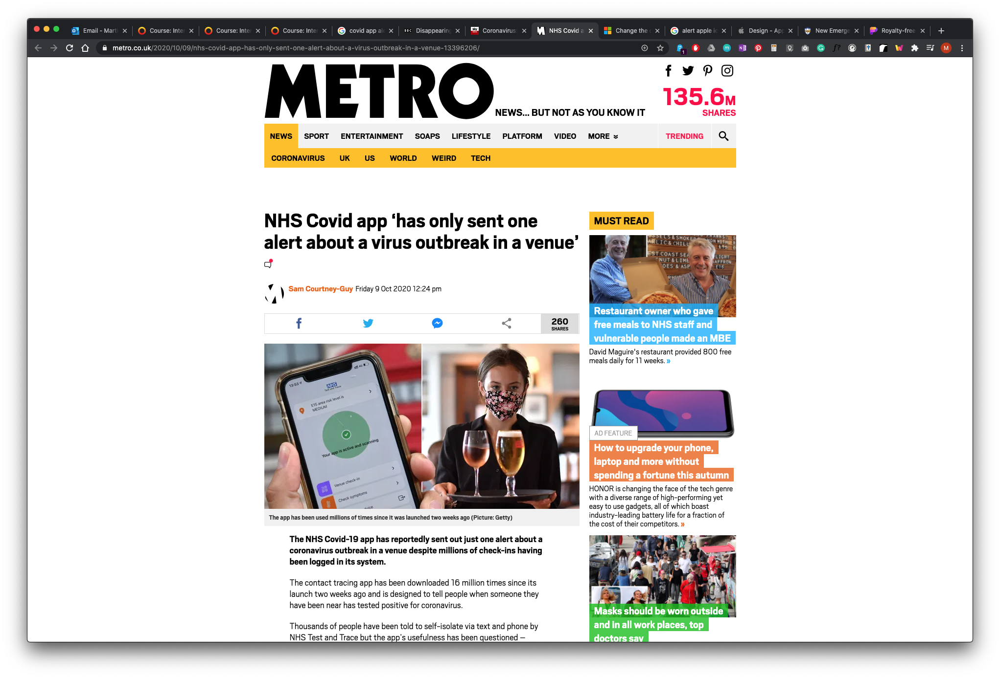 Email - Marti
Course: Inter
Course: Inter
Course: Inter
covid app al
BBC Disappearing
sky news Coronavirus:
NHS Covid a
Change the c
alert apple ic
Design - App
New Emerge
Royalty-free
metro.co.uk/2020/10/09/nhs-covid-app-has-only-sent-one-alert-about-a-virus-outbreak-in-a-venue-13396206/
1
M
METRO
NEWS... BUT NOT AS YOU KNOW IT
135.6M
SHARES
NEWS SPORT ENTERTAINMENT SOAPS LIFESTYLE PLATFORM VIDEO MORE TRENDING
CORONAVIRUS UK US WORLD WEIRD TECH
NHS Covid app ‘has only sent one
alert about a virus outbreak in a venue’
Sam Courtney-Guy Friday 9 Oct 2020 12:24 pm
260
SHARES
13:53
4G
NHS
Test and Trace
E15 area risk level is
MEDIUM
Your app is active and scanning
Venue check-in
Check symptoms
The app has been used millions of times since it was launched two weeks ago (Picture: Getty)
The NHS Covid-19 app has reportedly sent out just one alert about a
coronavirus outbreak in a venue despite millions of check-ins having
been logged in its system.
The contact tracing app has been downloaded 16 million times since its
launch two weeks ago and is designed to tell people when someone they
have been near has tested positive for coronavirus.
Thousands of people have been told to self-isolate via text and phone by
NHS Test and Trace but the app’s usefulness has been questioned –
MUST READ
EST COAST SEA
NUT & LIME
LIGHT
SAFFRON
£16
Restaurant owner who gave
free meals to NHS staff and
vulnerable people made an MBE
David Maguire's restaurant provided 800 free
meals daily for 11 weeks. »
AD FEATURE
How to upgrade your phone,
laptop and more without
spending a fortune this autumn
HONOR is changing the face of the tech genre
with a diverse range of high-performing yet
easy to use gadgets, all of which boast
industry-leading battery life for a fraction of
the cost of their competitors. »
Masks should be worn outside
and in all work places, top
doctors say